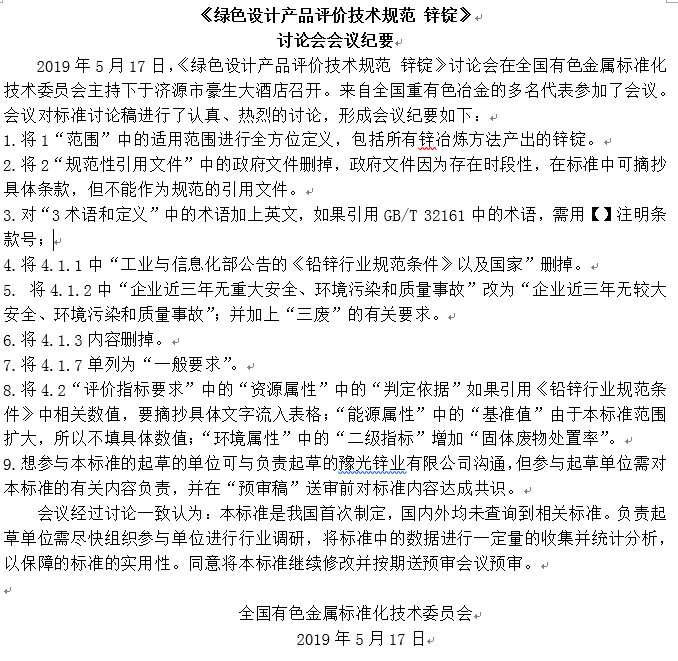 《绿色设计产品评价技术规范 锌锭》
讨论会会议纪要
2019年5月17日，《绿色设计产品评价技术规范 锌锭》讨论会在全国有色金属标准化
技术委员会主持下于济源市豪生大酒店召开。来自全国重有色冶金的多名代表参加了会议。
会议对标准讨论稿进行了认真、热烈的讨论，形成会议纪要如下：
1.将1“范围”中的适用范围进行全方位定义，包括所有锌冶炼方法产出的锌锭。
2.将2“规范性引用文件”中的政府文件删掉，政府文件因为存在时段性，在标准中可摘抄
具体条款，但不能作为规范的引用文件。
3.对“3术语和定义”中的术语加上英文，如果引用GB/T 32161中的术语，需用【】注明条
款号；
4.将4.1.1中“工业与信息化部公告的《铅锌行业规范条件》以及国家”删掉。
5. 将4.1.2中“企业近三年无重大安全、环境污染和质量事故”改为“企业近三年无较大
安全、环境污染和质量事故”；并加上“三废”的有关要求。
6.将4.1.3内容删掉。
7.将4.1.7单列为“一般要求”。
8.将4.2“评价指标要求”中的“资源属性”中的“判定依据”如果引用《铅锌行业规范条
件》中相关数值，要摘抄具体文字流入表格；“能源属性”中的“基准值”由于本标准范围
扩大，所以不填具体数值；“环境属性”中的“二级指标”增加“固体废物处置率”。
9.想参与本标准的起草的单位可与负责起草的豫光锌业有限公司沟通，但参与起草单位需对
本标准的有关内容负责，并在“预审稿”送审前对标准内容达成共识。
会议经过讨论一致认为：本标准是我国首次制定，国内外均未查询到相关标准。负责起
草单位需尽快组织参与单位进行行业调研，将标准中的数据进行一定量的收集并统计分析，
以保障的标准的实用性。同意将本标准继续修改并按期送预审会议预审。
全国有色金属标准化技术委员会
2019年5月17日